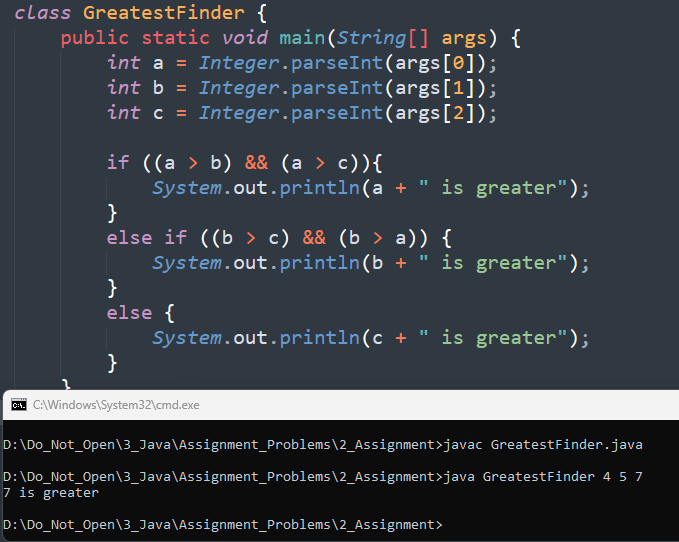 class GreatestFinder {
public static void main(String[] args) {
int a = Integer.parseInt(args[0]);
int b = Integer.parseInt(args[1]);
int c = Integer.parseInt(args[2]);
if ((a > b) && (a > c)){
System.out.println(a + " is greater");
}
else if ((b > c) && (b > a)) {
System.out.println(b + " is greater");
}
else {
System.out.println(c + " is greater");
}
}
C:\Windows\System32\cmd.exe
D:\Do_Not_Open\3_Java\Assignment_Problems\2_Assignment>javac GreatestFinder.java
D:\Do_Not_Open\3_Java\Assignment_Problems\2_Assignment>java GreatestFinder 4 5 7
7 is greater
D:\Do_Not_Open\3_Java\Assignment_Problems\2_Assignment>